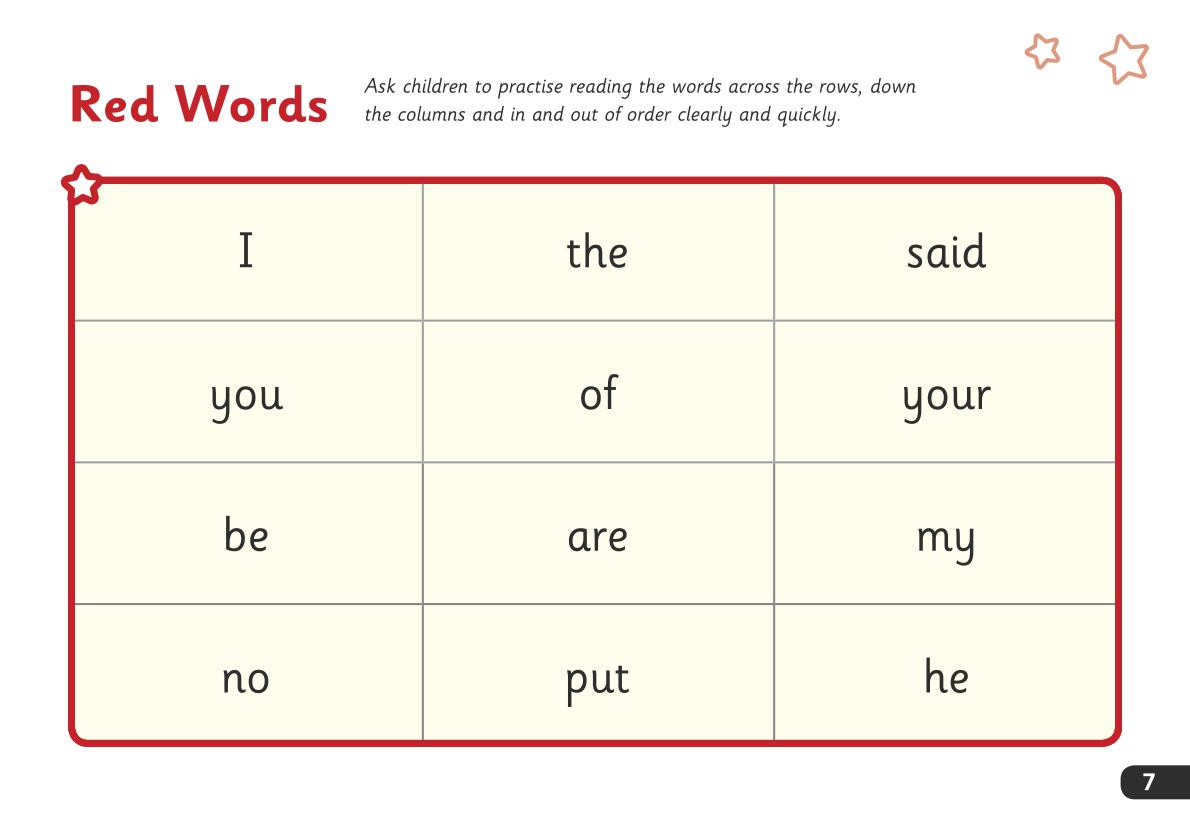 Red Words
Ask children to practise reading the words across the rows, down
the columns and in and out of order clearly and quickly.
I the said
you of your
be are my
no put he
7